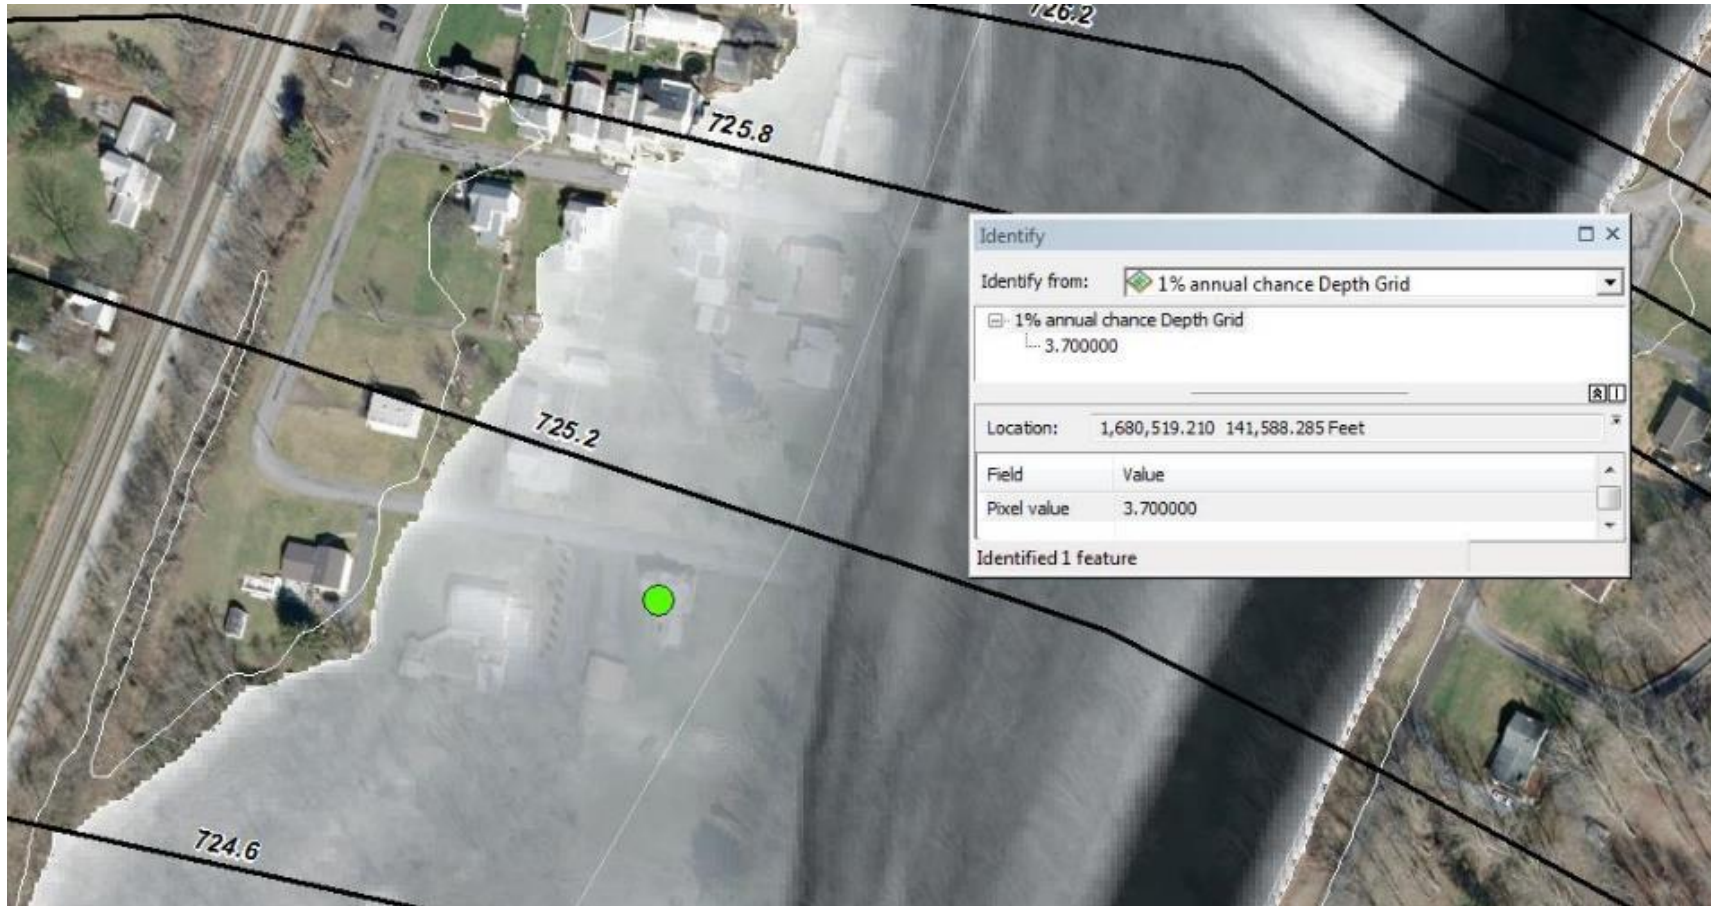 726.2
725.8
Identify
Identify from: 1% annual chance Depth Grid
1% annual chance Depth Grid
3.700000
725.2
Location: 1,680,519.210 141,588.285 Feet
Field Value
Pixel value 3.700000
Identified 1 feature
724.6